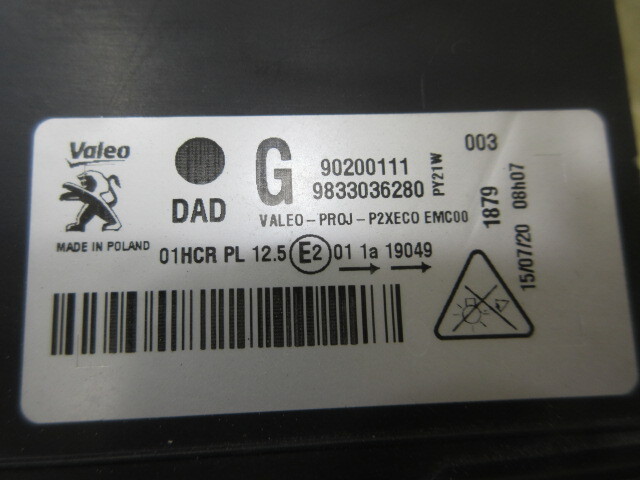 Valeo
MADE IN POLAND
DAD
G
90200111
9833036280
PY21W
003
VALEO-PROJ-P2XECO EMC00
1879
15/07/20 08h07
01HCR PL 12.5 E2 01 1a 19049